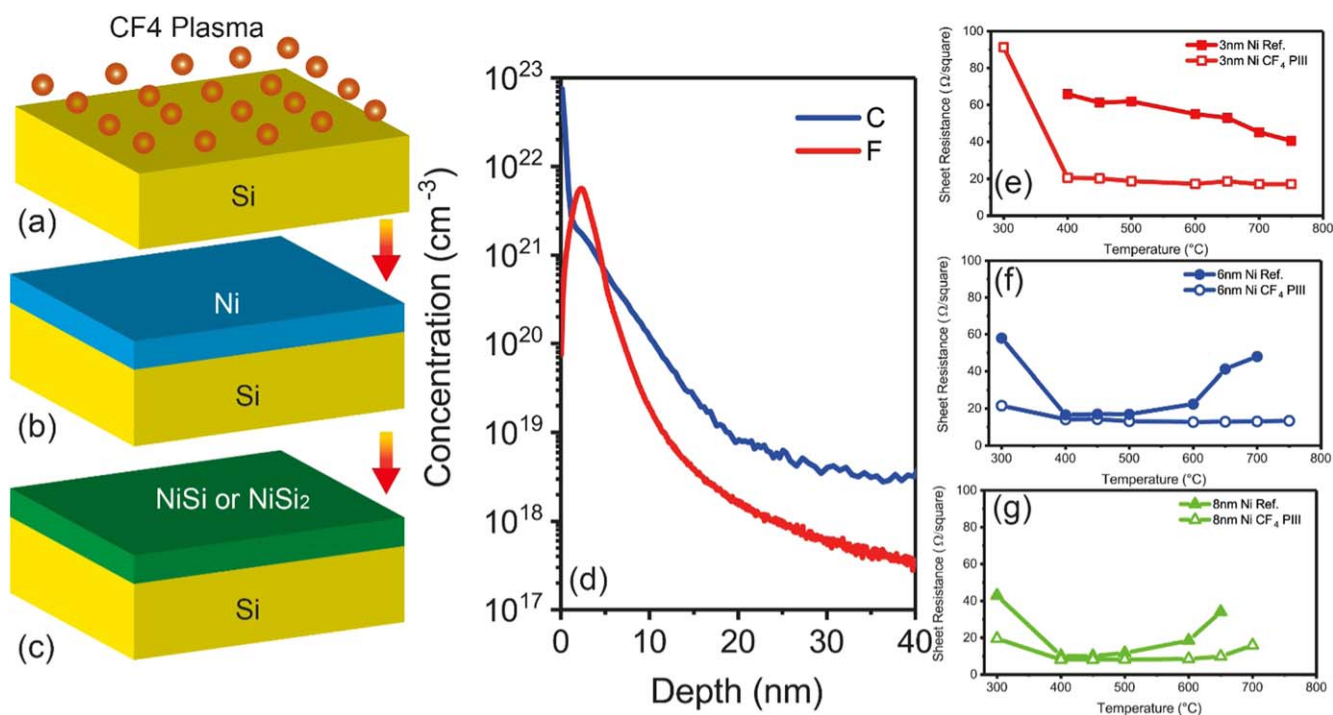 CF4 Plasma
Si
(a)
Ni
Si
(b)
NiSi or NiSi2
Si
(c)
Concentration (cm-3)
10^23
10^22
10^21
10^20
10^19
10^18
10^17
C
F
(d)
0 10 20 30 40
Depth (nm)
Sheet Resistance (Ω/square)
100
80
60
40
20
0
3nm Ni Ref.
3nm Ni CF4 PIII
(e)
300 400 500 600 700 800
Temperature (°C)
Sheet Resistance (Ω/square)
100
80
60
40
20
0
(f)
6nm Ni Ref.
6nm Ni CF4 PIII
300 400 500 600 700 800
Temperature (°C)
Sheet Resistance (Ω/square)
100
80
60
40
20
0
(g)
8nm Ni Ref.
8nm Ni CF4 PIII
300 400 500 600 700 800
Temperature (°C)